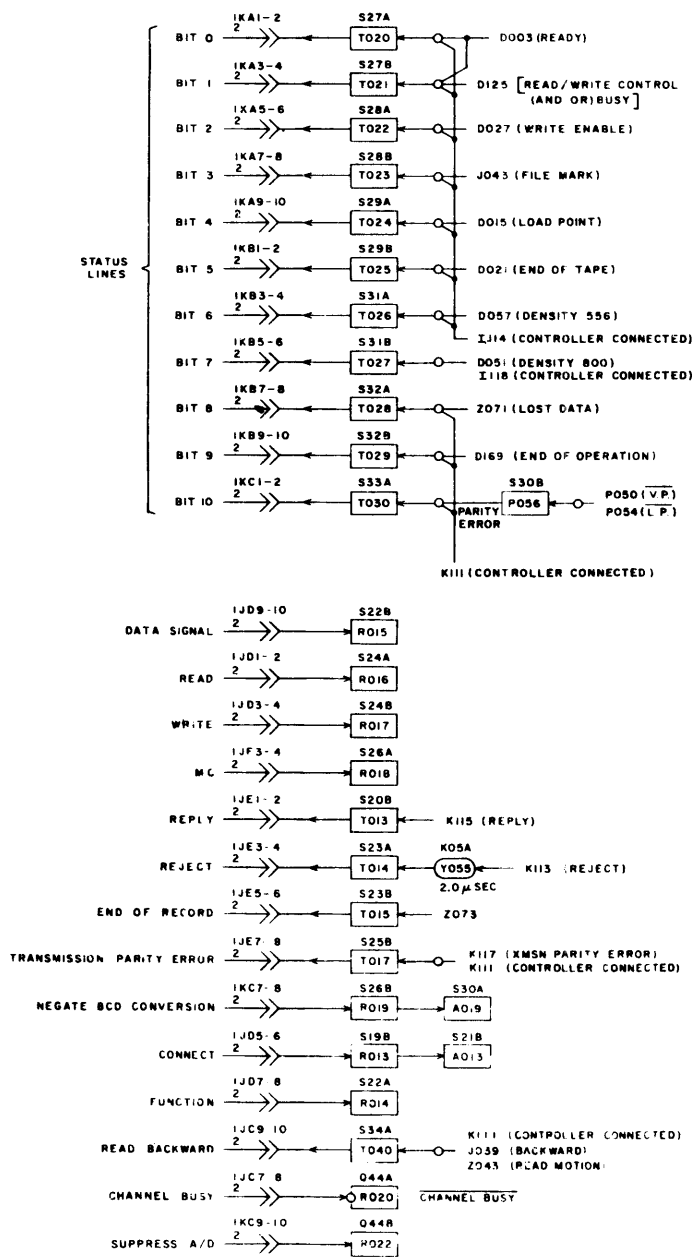 1KA1-2 S27A
BIT 0 2 T020 D003 (READY)
1KA3-4 S27B
BIT 1 2 T021 D125 [READ/WRITE CONTROL
(AND OR) BUSY]
1KA5-6 S28A
BIT 2 2 T022 D027 (WRITE ENABLE)
1KA7-8 S28B
BIT 3 2 T023 J043 (FILE MARK)
1KA9-10 S29A
BIT 4 2 T024 D015 (LOAD POINT)
1KB1-2 S29B
STATUS LINES
BIT 5 2 T025 D021 (END OF TAPE)
1KB3-4 S31A
BIT 6 2 T026 D057 (DENSITY 556)
IJ14 (CONTROLLER CONNECTED)
1KB5-6 S31B
BIT 7 2 T027 D051 (DENSITY 800)
I118 (CONTROLLER CONNECTED)
1KB7-8 S32A
BIT 8 2 T028 Z071 (LOST DATA)
1KB9-10 S32B
BIT 9 2 T029 D169 (END OF OPERATION)
1KC1-2 S33A S30B
BIT 10 2 T030 PARITY ERROR P056 P050 (V.P.)
P054 (L.P.)
K111 (CONTROLLER CONNECTED)
1JD9-10 S22B
DATA SIGNAL 2 R015
1JD1-2 S24A
READ 2 R016
1JD3-4 S24B
WRITE 2 R017
1JF3-4 S26A
MC 2 R018
1JE1-2 S20B
REPLY 2 T013 K115 (REPLY)
1JE3-4 S23A K05A
REJECT 2 T014 Y055 K113 (REJECT)
2.0 μ SEC
1JE5-6 S23B
END OF RECORD 2 T015 Z073
1JE7-8 S25B
TRANSMISSION PARITY ERROR 2 T017 K117 (XMSN PARITY ERROR)
K111 (CONTROLLER CONNECTED)
1KC7-8 S26B S30A
NEGATE BCD CONVERSION 2 R019 A019
1JD5-6 S19B S21B
CONNECT 2 R013 A013
1JD7-8 S22A
FUNCTION 2 R014
1JC9-10 S34A
READ BACKWARD 2 T040 K111 (CONTROLLER CONNECTED)
J039 (BACKWARD)
Z043 (READ MOTION)
1JC7-8 Q44A
CHANNEL BUSY 2 R020 CHANNEL BUSY
1KC9-10 Q44B
SUPPRESS A/D 2 R022